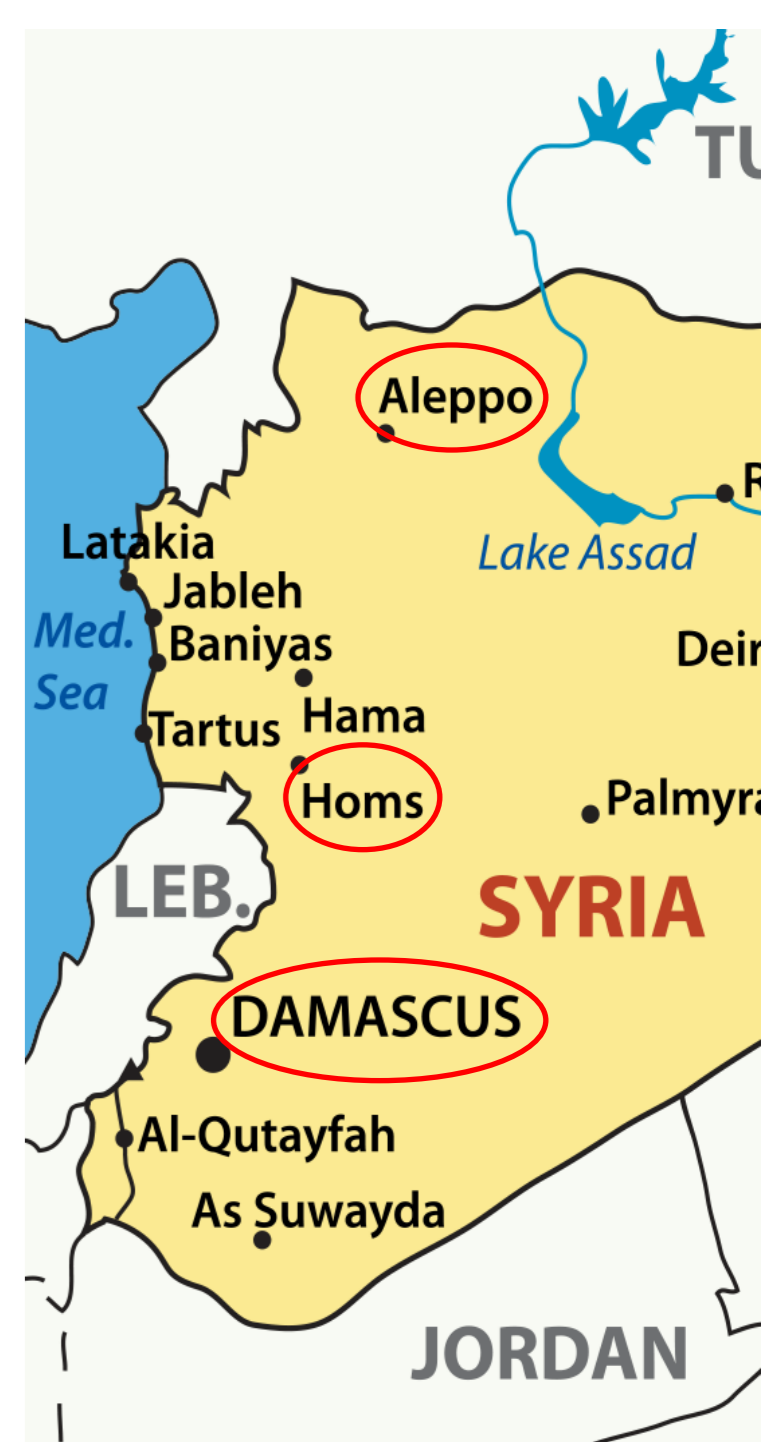 TU
Aleppo
R
Latakia
Lake Assad
Jableh
Med.
Sea
Baniyas
Deir
Hama
Tartus
Homs
Palmyra
LEB.
SYRIA
DAMASCUS
Al-Qutayfah
As Suwayda
JORDAN